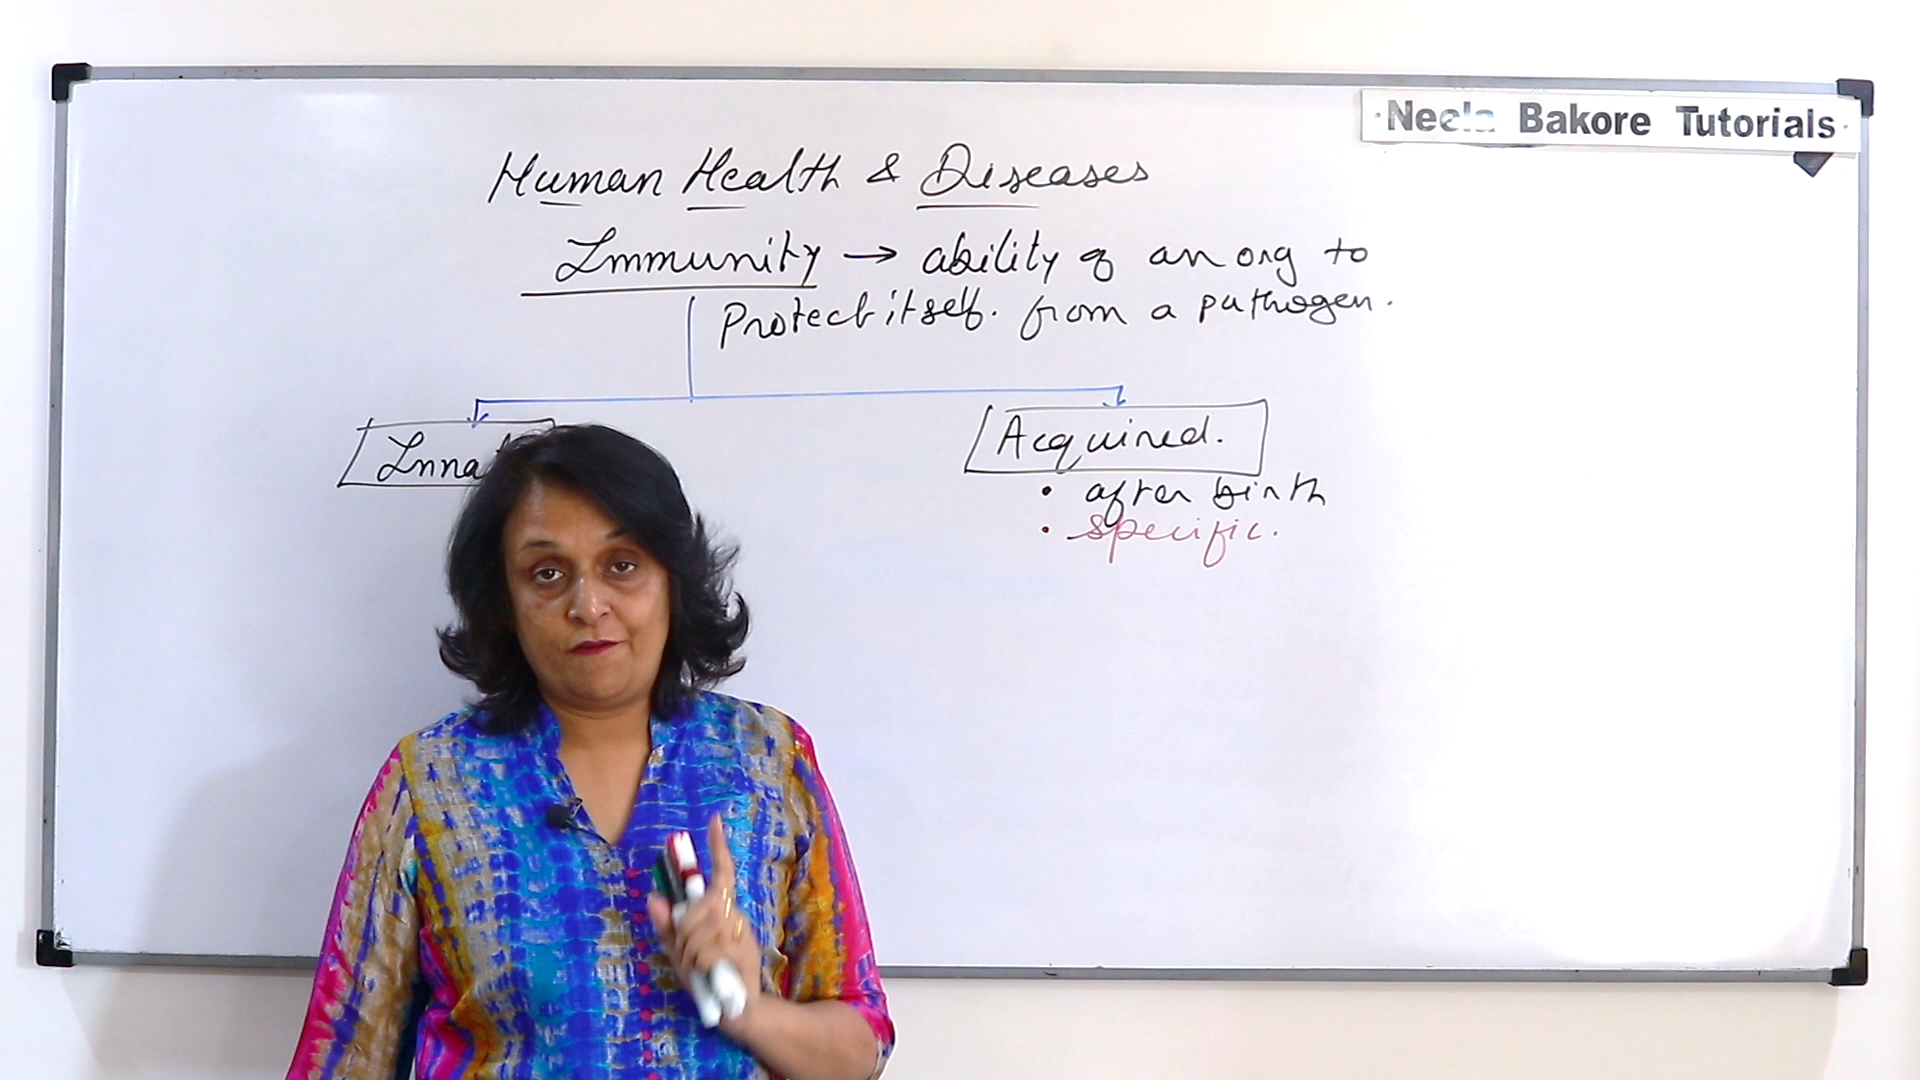 Neela Bakore Tutorials
Human Health & Diseases
Immunity → ability of an org to
Protect itself. from a pathogen.
Inna
Acquired.
• after birth
• specific.